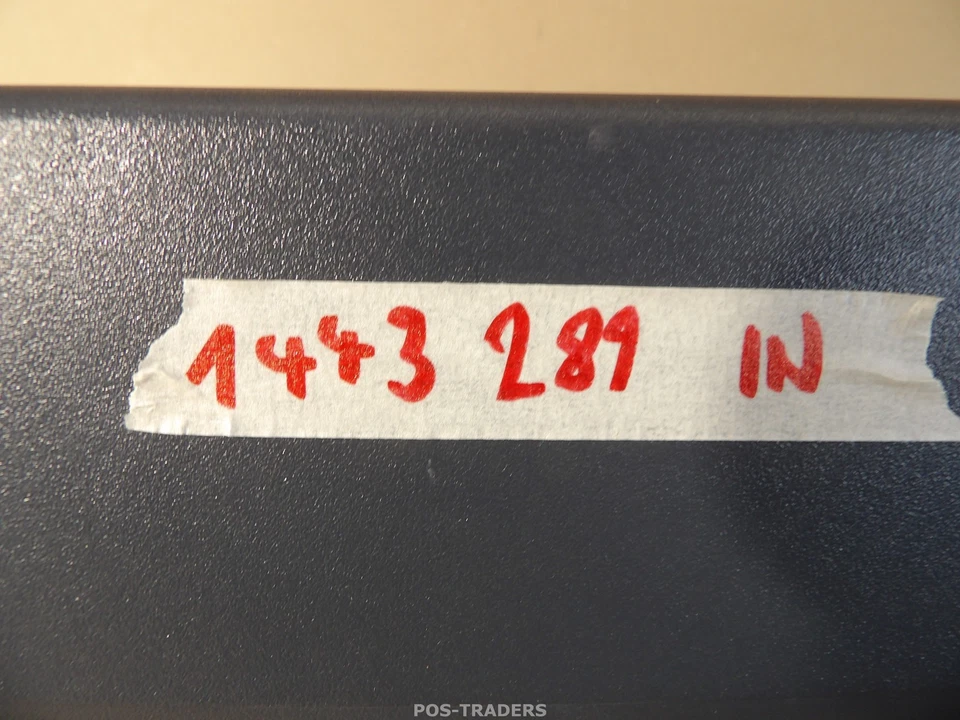 1443 289 IN
POS-TRADERS